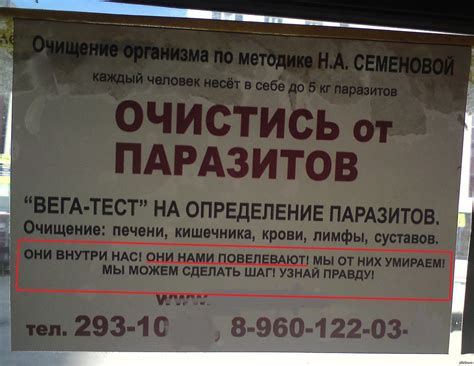 Очищение организма по методике Н.А. СЕМЕНОВОЙ
каждый человек несёт в себе до 5 кг паразитов
ОЧИСТИСЬ от
ПАРАЗИТОВ
"ВЕГА-ТЕСТ" НА ОПРЕДЕЛЕНИЕ ПАРАЗИТОВ.
Очищение: печени, кишечника, крови, лимфы, суставов.
ОНИ ВНУТРИ НАС! ОНИ НАМИ ПОВЕЛЕВАЮТ! МЫ ОТ НИХ УМИРАЕМ!
МЫ МОЖЕМ СДЕЛАТЬ ШАГ! УЗНАЙ ПРАВДУ!
www.
тел. 293-10 , 8-960-122-03-